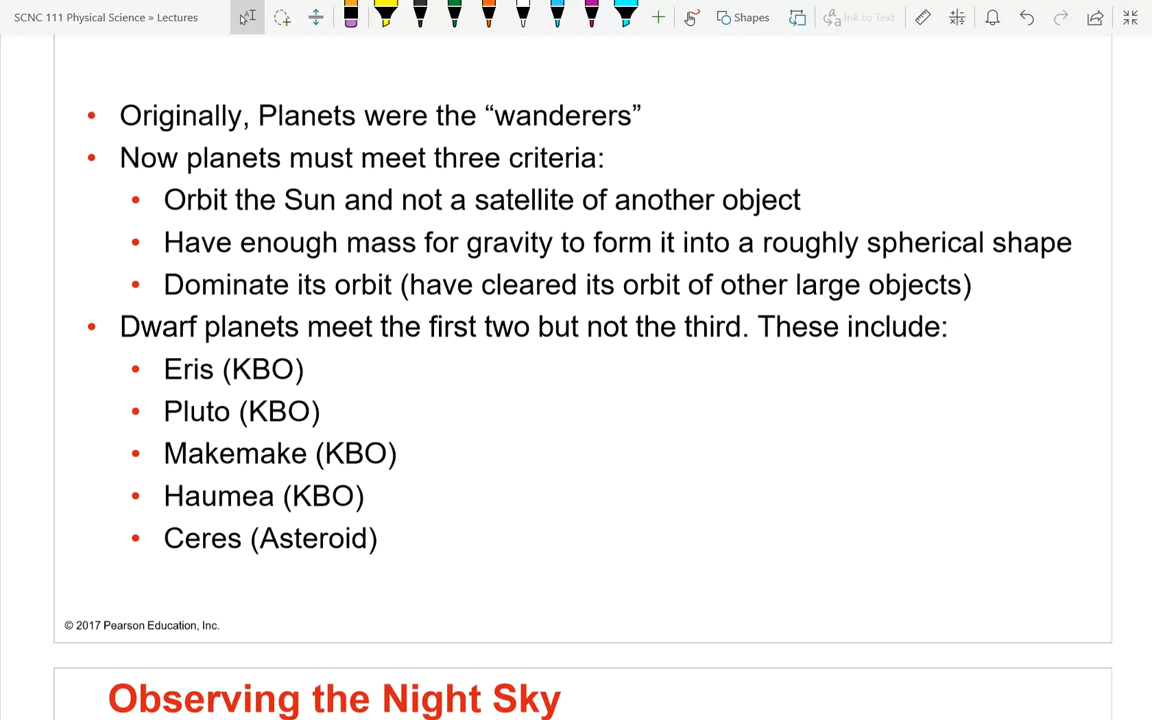 SCNC 111 Physical Science » Lectures
Shapes
Link to Text
• Originally, Planets were the “wanderers”
• Now planets must meet three criteria:
• Orbit the Sun and not a satellite of another object
• Have enough mass for gravity to form it into a roughly spherical shape
• Dominate its orbit (have cleared its orbit of other large objects)
• Dwarf planets meet the first two but not the third. These include:
• Eris (KBO)
• Pluto (KBO)
• Makemake (KBO)
• Haumea (KBO)
• Ceres (Asteroid)
© 2017 Pearson Education, Inc.
Observing the Night Sky